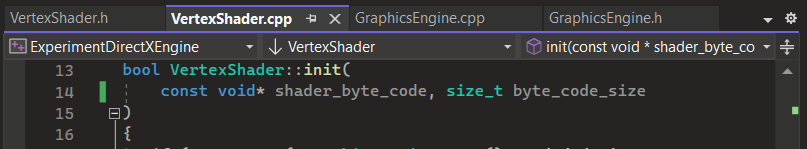 VertexShader.h VertexShader.cpp GraphicsEngine.cpp GraphicsEngine.h
ExperimentDirectXEngine VertexShader init(const void * shader_byte_co
13 bool VertexShader::init(
14 const void* shader_byte_code, size_t byte_code_size
15 )
16 {